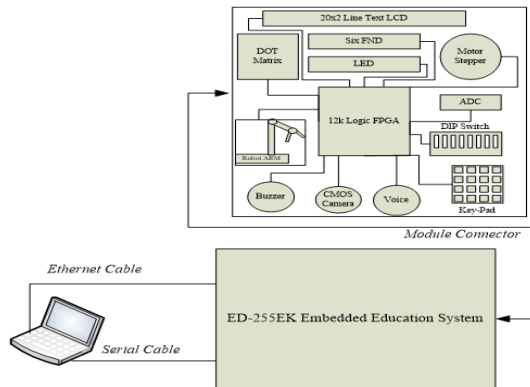 20x2 Line Text LCD
DOT
Matrix
Six FND
LED
Motor
Stepper
12k Logic FPGA
ADC
DIP Switch
Robot ARM
Buzzer
CMOS
Camera
Voice
Key-Pad
Module Connector
Ethernet Cable
ED-255EK Embedded Education System
Serial Cable